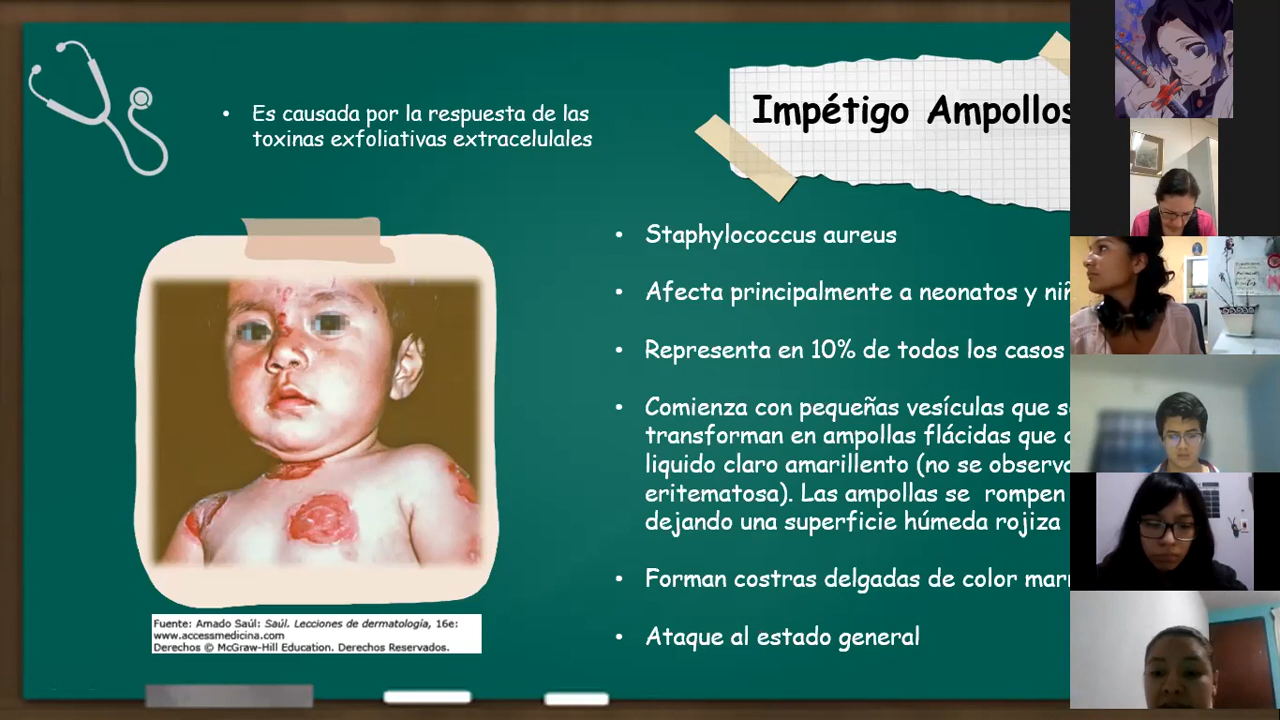 Es causada por la respuesta de las
toxinas exfoliativas extracelulales
Impétigo Ampollos
Staphylococcus aureus
Afecta principalmente a neonatos y niñ
Representa en 10% de todos los casos
Comienza con pequeñas vesículas que s
transforman en ampollas flácidas que
liquido claro amarillento (no se observa
eritematosa). Las ampollas se rompen
dejando una superficie húmeda rojiza
Forman costras delgadas de color marr
Ataque al estado general
Fuente: Amado Saúl: Saúl. Lecciones de dermatología, 16e:
www.accessmedicina.com
Derechos © McGraw-Hill Education. Derechos Reservados.